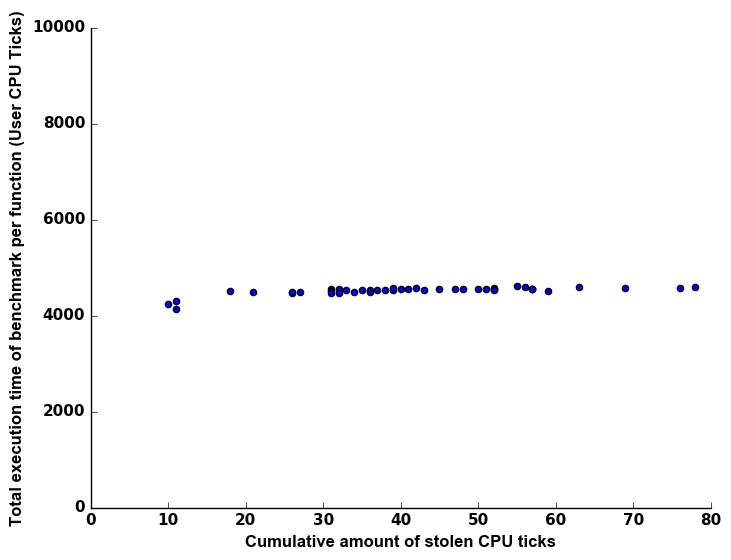 Total execution time of benchmark per function (User CPU Ticks)
10000
8000
6000
4000
2000
0
0 10 20 30 40 50 60 70 80
Cumulative amount of stolen CPU ticks